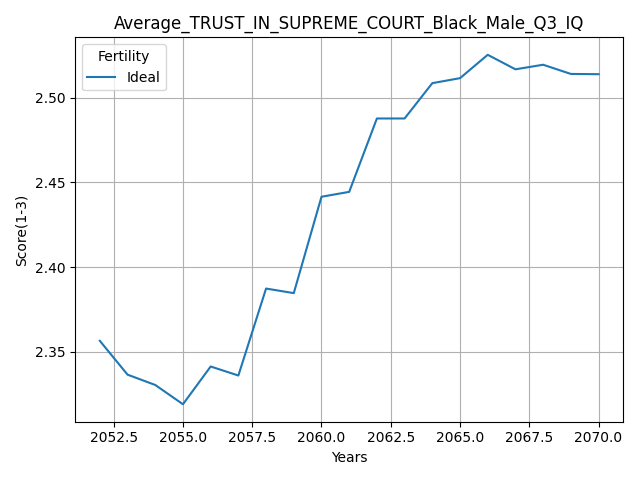 Average_TRUST_IN_SUPREME_COURT_Black_Male_Q3_IQ
Fertility
Ideal
2.50
2.45
2.40
2.35
Score(1-3)
2052.5 2055.0 2057.5 2060.0 2062.5 2065.0 2067.5 2070.0
Years